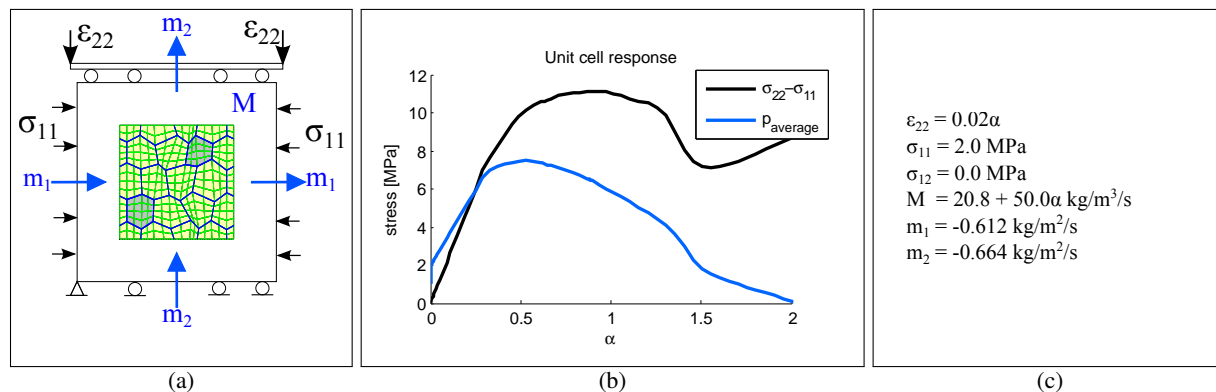 m₂
ε₂₂ ε₂₂
M
σ₁₁ σ₁₁
m₁ m₁
m₂
(a)
Unit cell response
12
10
8
6
4
2
0
stress [MPa]
σ₂₂–σ₁₁
p_average
0 0.5 1 1.5 2
α
(b)
ε₂₂ = 0.02α
σ₁₁ = 2.0 MPa
σ₁₂ = 0.0 MPa
M = 20.8 + 50.0α kg/m³/s
m₁ = -0.612 kg/m²/s
m₂ = -0.664 kg/m²/s
(c)